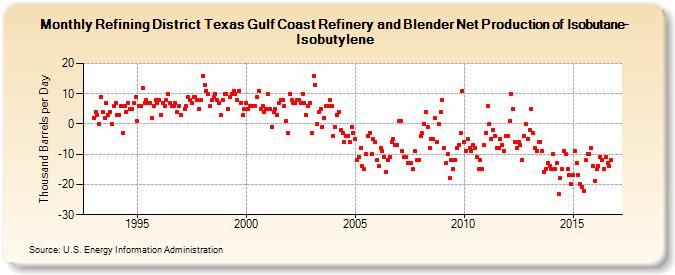 Monthly Refining District Texas Gulf Coast Refinery and Blender Net Production of Isobutane-
Isobutylene
Thousand Barrels per Day
20
10
0
-10
-20
-30
1995
2000
2005
2010
2015
Source: U.S. Energy Information Administration